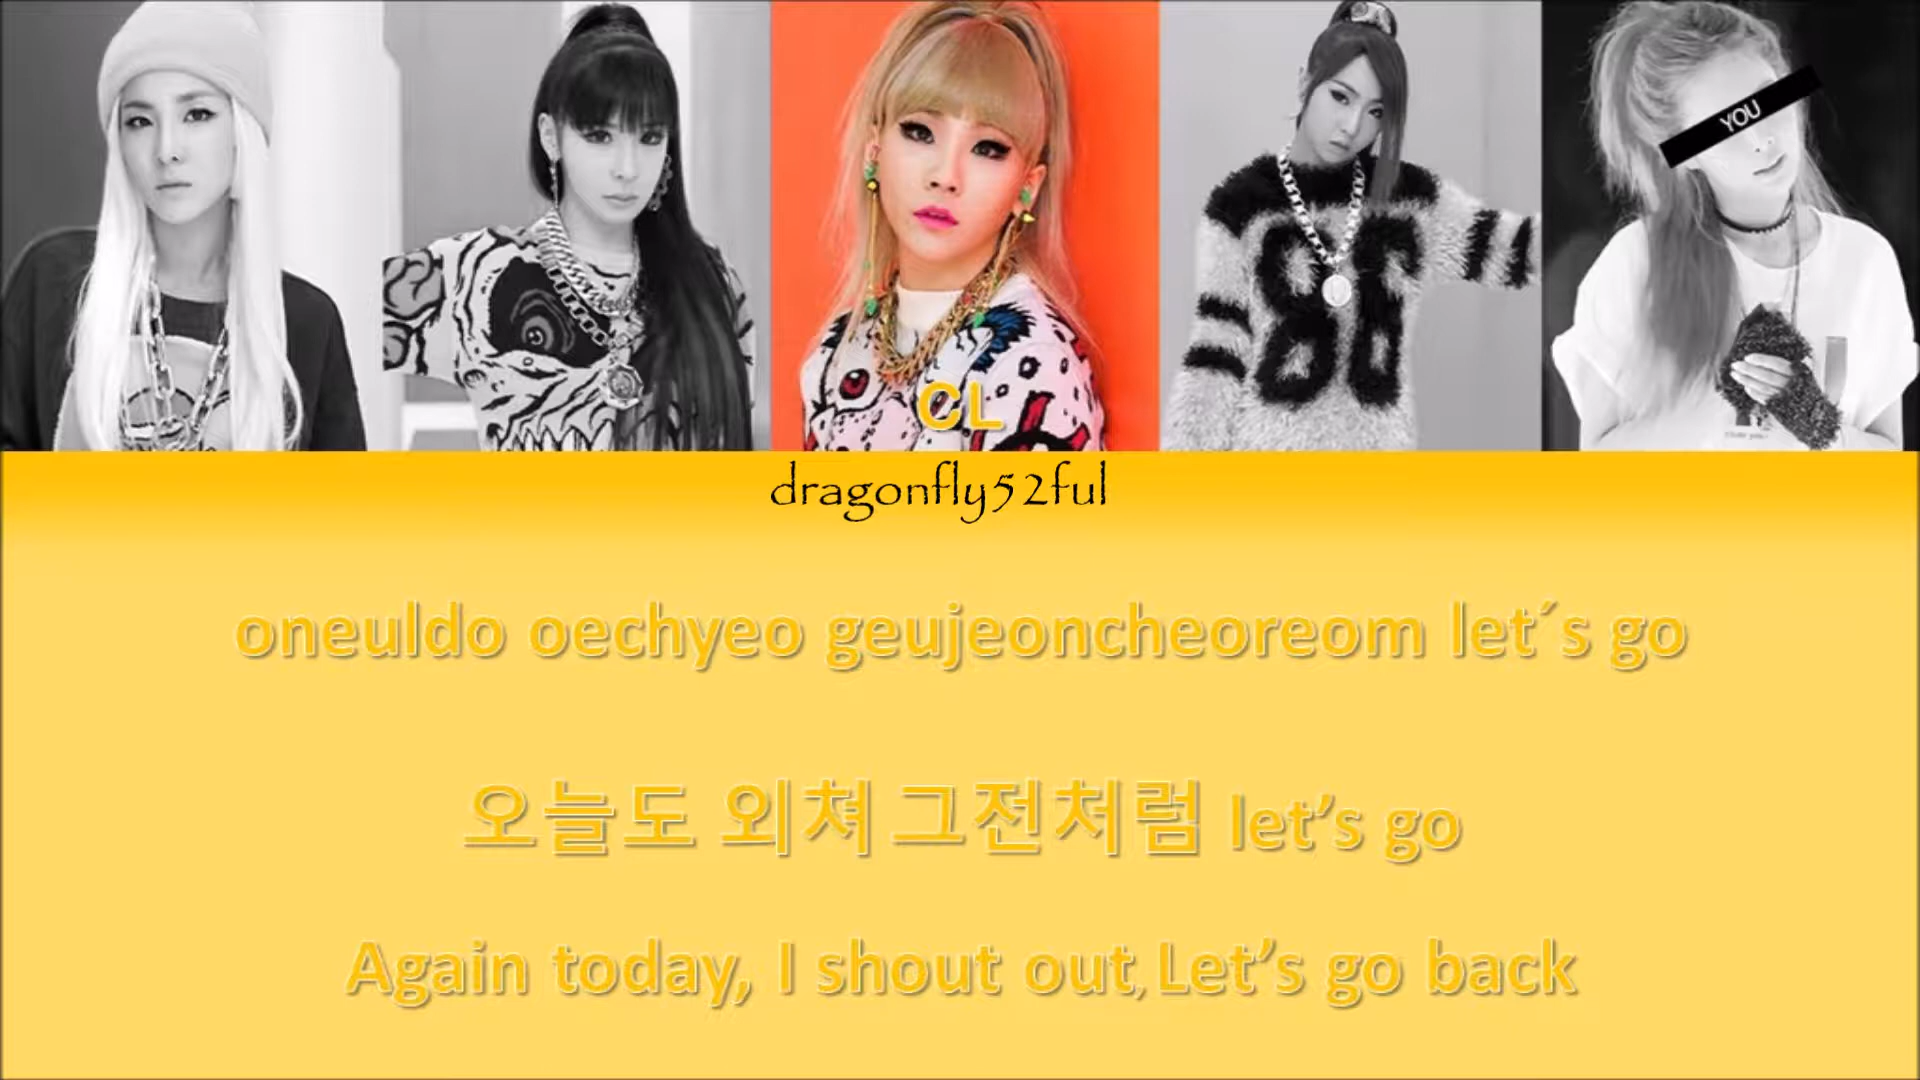 YOU
CL
dragonfly52ful
oneuldo oechyeo geujeoncheoreom let´s go
오늘도 외쳐 그전처럼 let’s go
Again today, I shout out, Let’s go back